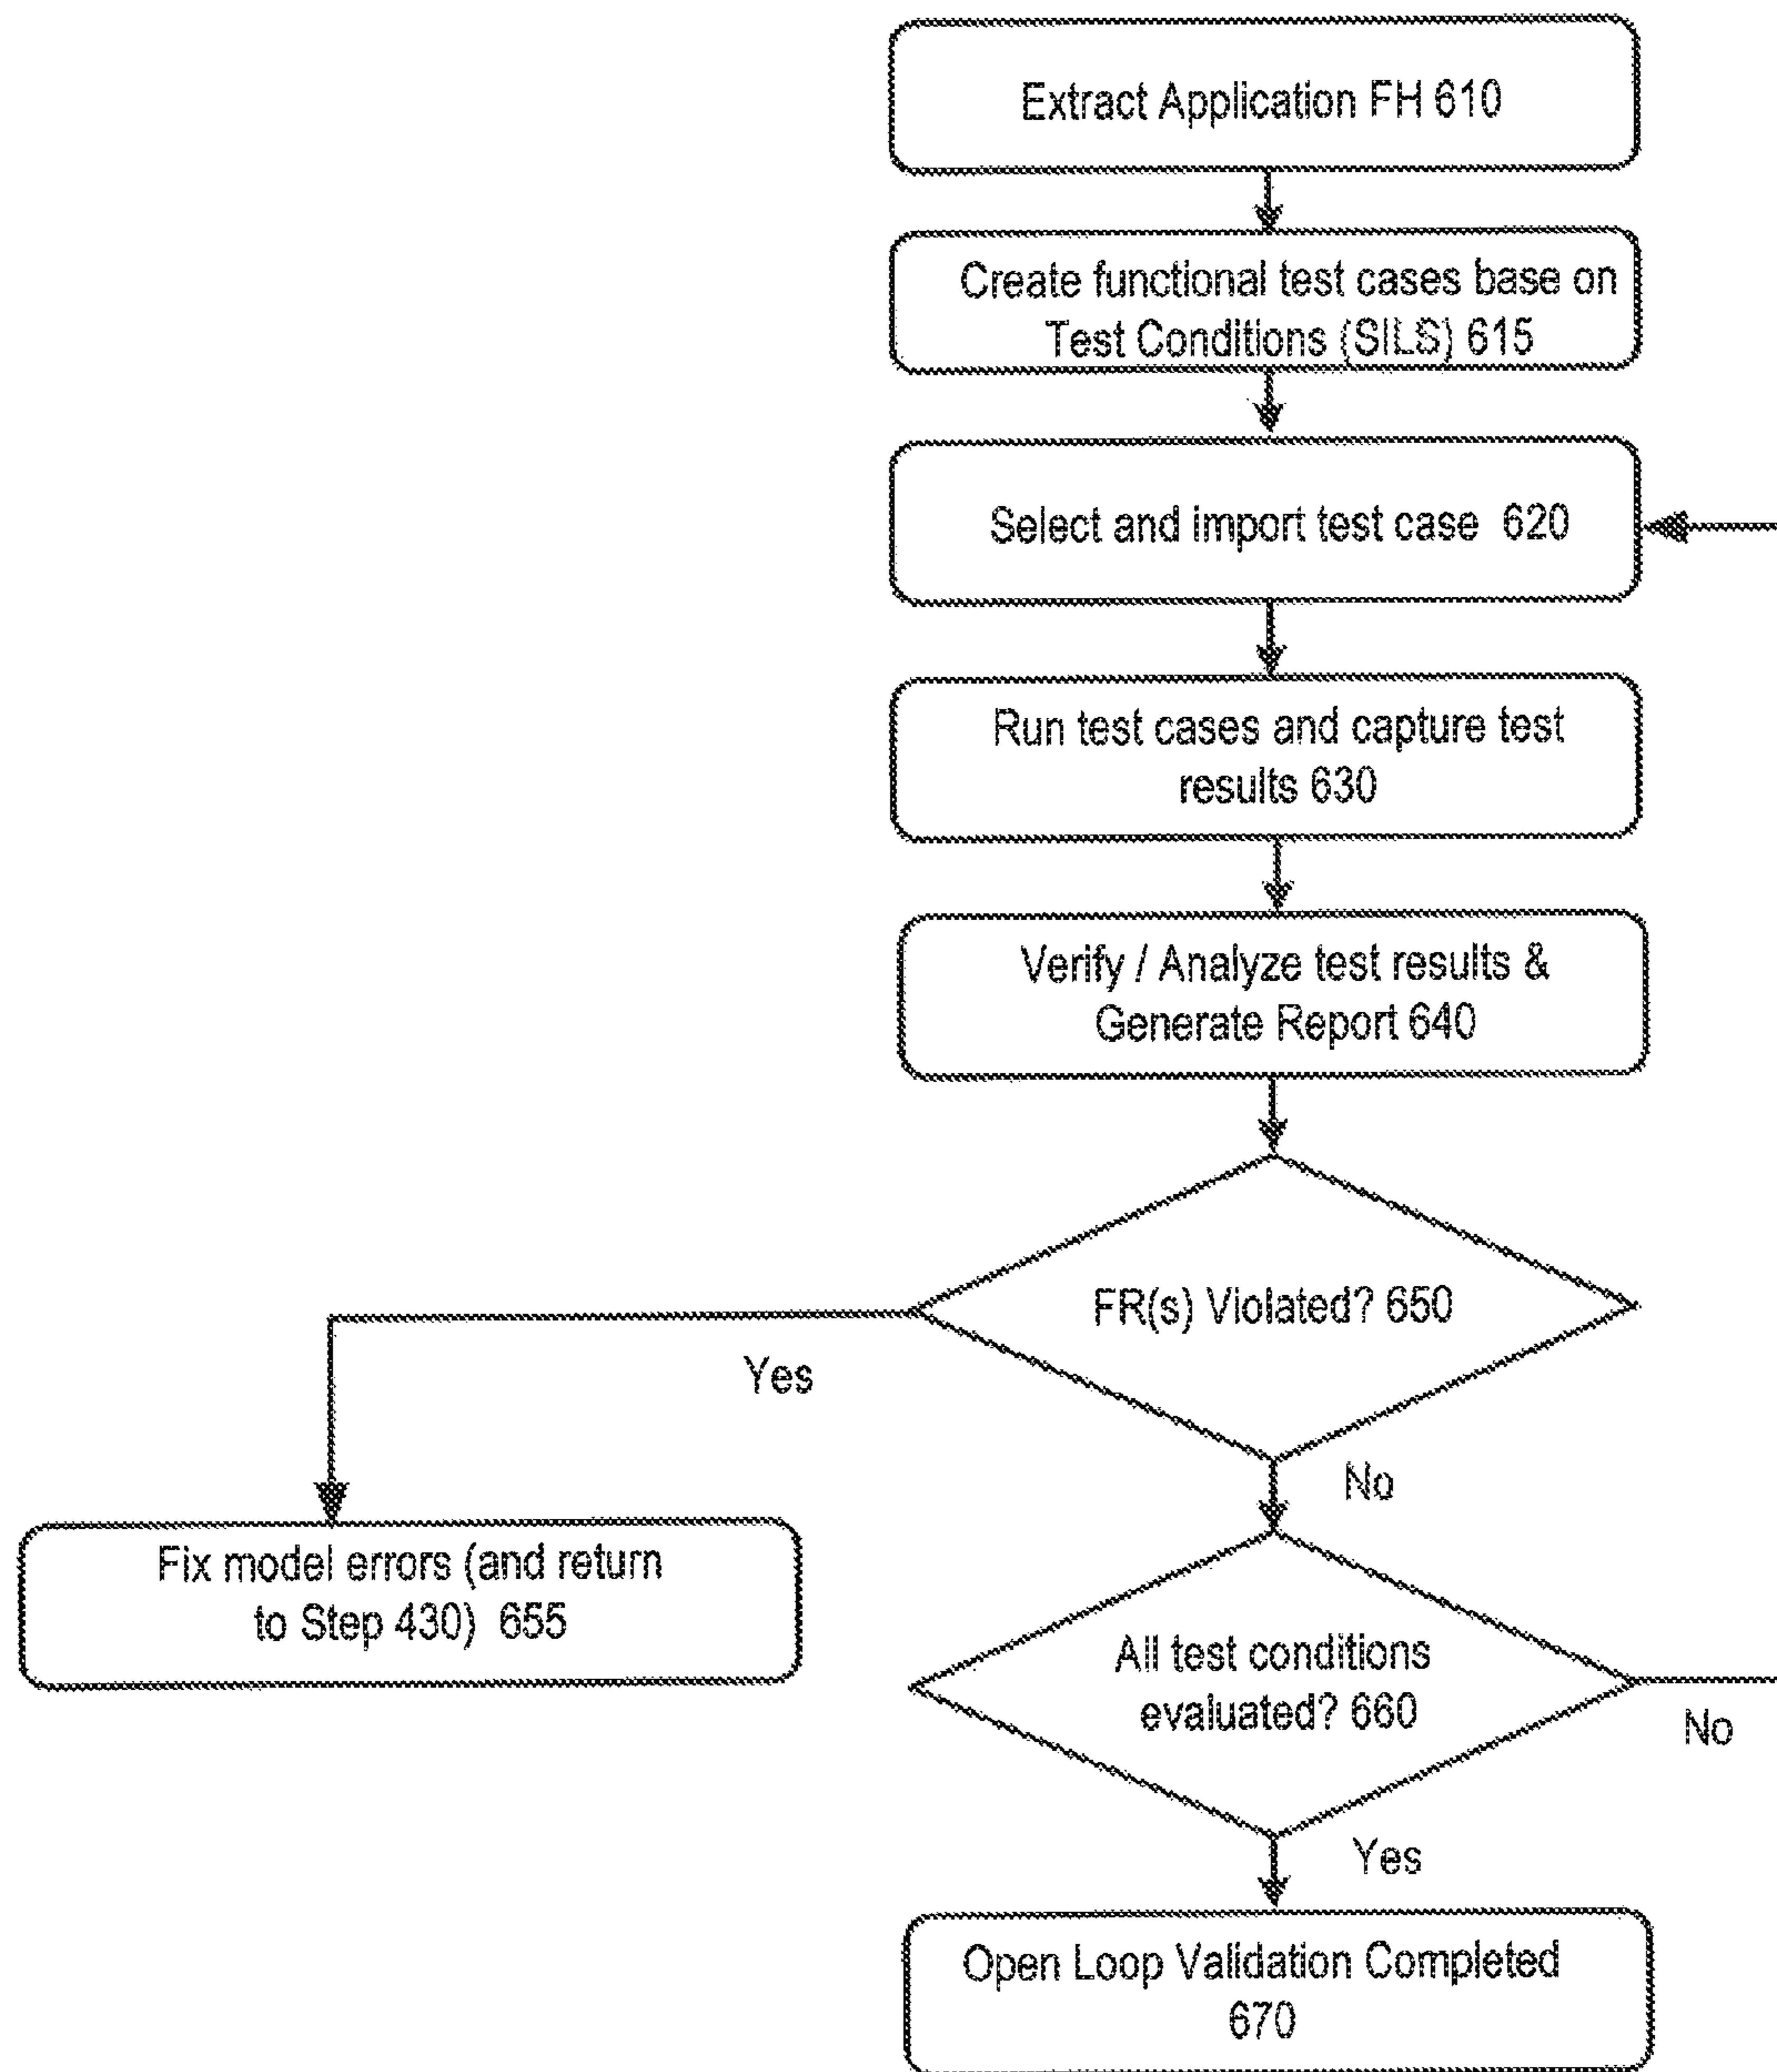 Extract Application FH 610
Create functional test cases base on
Test Conditions (SILS) 615
Select and import test case 620
Run test cases and capture test
results 630
Verify / Analyze test results &
Generate Report 640
FR(s) Violated? 650
Yes
No
Fix model errors (and return
to Step 430) 655
All test conditions
evaluated? 660
No
Yes
Open Loop Validation Completed
670